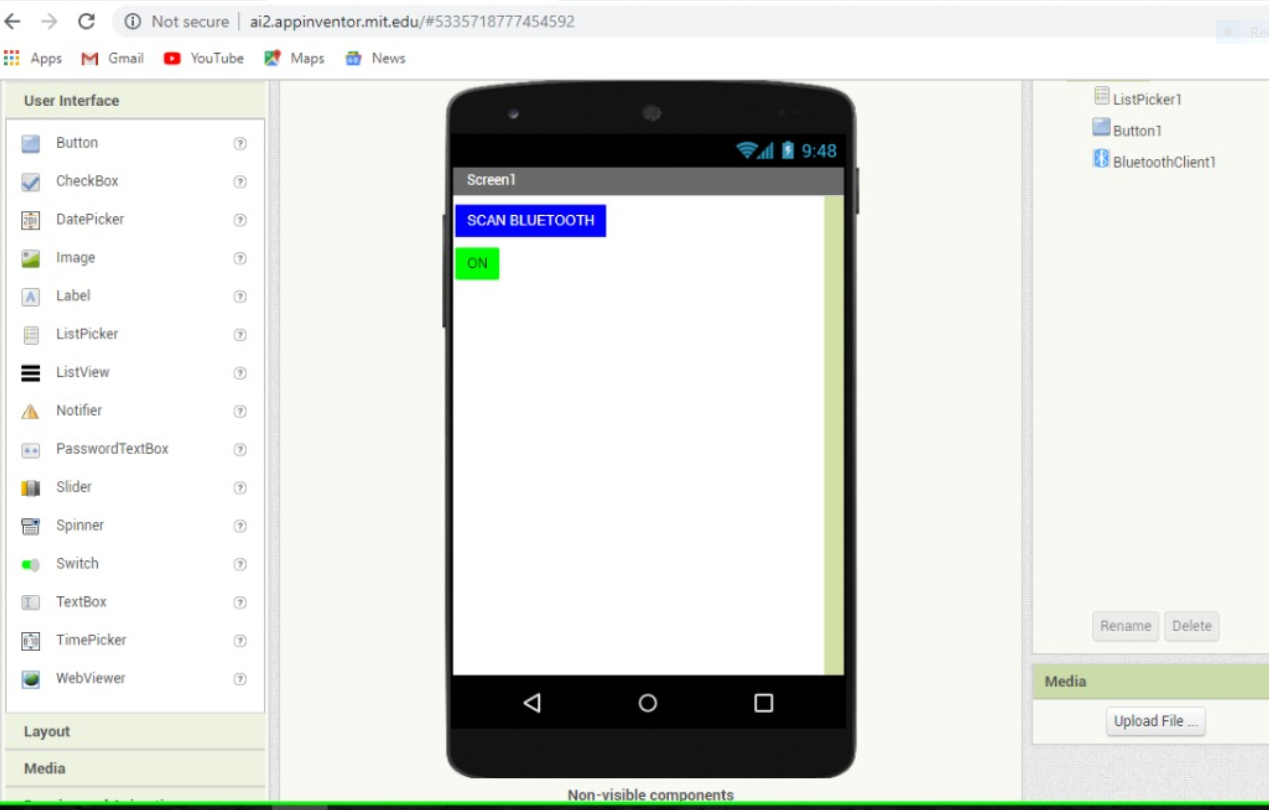 Not secure | ai2.appinventor.mit.edu/#5335718777454592
Apps Gmail YouTube Maps News
User Interface
Button ?
CheckBox ?
DatePicker ?
Image ?
Label ?
ListPicker ?
ListView ?
Notifier ?
PasswordTextBox ?
Slider ?
Spinner ?
Switch ?
TextBox ?
TimePicker ?
WebViewer ?
Layout
Media
9:48
Screen1
SCAN BLUETOOTH
ON
Non-visible components
ListPicker1
Button1
BluetoothClient1
Rename Delete
Media
Upload File ...